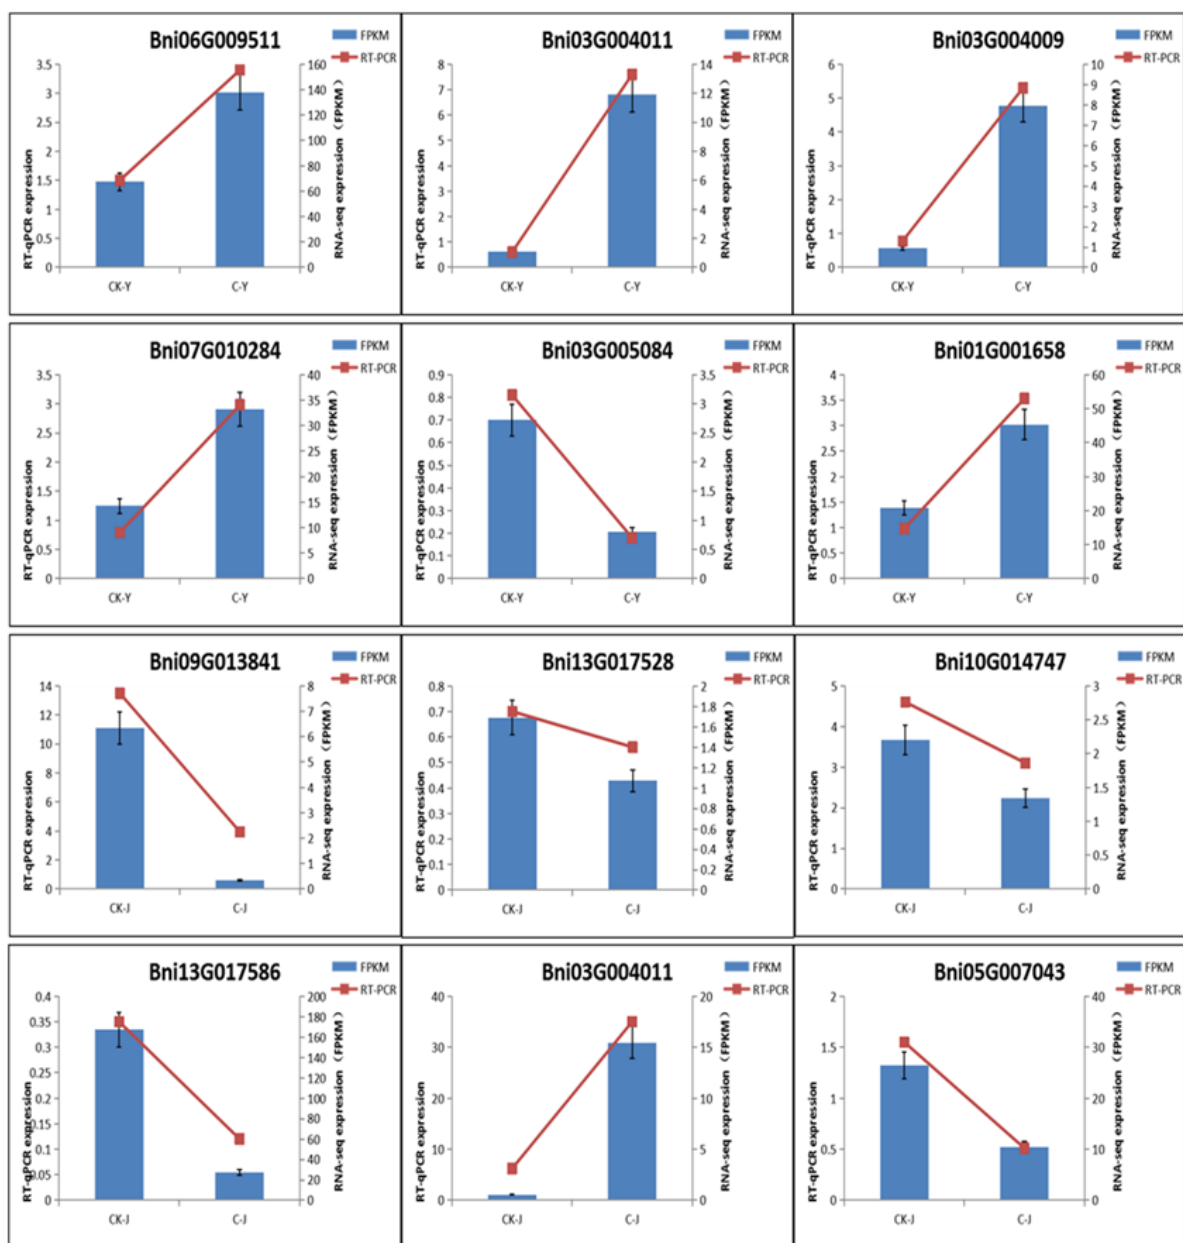 Bni06G009511
FPKM
RT-PCR
RT-qPCR expression
3.5
3
2.5
2
1.5
1
0.5
0
160
140
120
100
80
60
40
20
0
RNA-seq expression（FPKM）
CK-Y C-Y
Bni03G004011
FPKM
RT-PCR
RT-qPCR expression
8
7
6
5
4
3
2
1
0
14
12
10
8
6
4
2
0
RNA-seq expression（FPKM）
CK-Y C-Y
Bni03G004009
FPKM
RT-PCR
RT-qPCR expression
6
5
4
3
2
1
0
10
9
8
7
6
5
4
3
2
1
0
RNA-seq expression（FPKM）
CK-Y C-Y
Bni07G010284
FPKM
RT-PCR
RT-qPCR expression
3.5
3
2.5
2
1.5
1
0.5
0
40
35
30
25
20
15
10
5
0
RNA-seq expression（FPKM）
CK-Y C-Y
Bni03G005084
FPKM
RT-PCR
RT-qPCR expression
0.9
0.8
0.7
0.6
0.5
0.4
0.3
0.2
0.1
0
3.5
3
2.5
2
1.5
1
0.5
0
RNA-seq expression（FPKM）
CK-Y C-Y
Bni01G001658
FPKM
RT-PCR
RT-qPCR expression
4
3.5
3
2.5
2
1.5
1
0.5
0
60
50
40
30
20
10
0
RNA-seq expression（FPKM）
CK-Y C-Y
Bni09G013841
FPKM
RT-PCR
RT-qPCR expression
14
12
10
8
6
4
2
0
8
7
6
5
4
3
2
1
0
RNA-seq expression（FPKM）
CK-J C-J
Bni13G017528
FPKM
RT-PCR
RT-qPCR expression
0.8
0.7
0.6
0.5
0.4
0.3
0.2
0.1
0
2
1.8
1.6
1.4
1.2
1
0.8
0.6
0.4
0.2
0
RNA-seq expression（FPKM）
CK-J C-J
Bni10G014747
FPKM
RT-PCR
RT-qPCR expression
5
4
3
2
1
0
3
2.5
2
1.5
1
0.5
0
RNA-seq expression（FPKM）
CK-J C-J
Bni13G017586
FPKM
RT-PCR
RT-qPCR expression
0.4
0.35
0.3
0.25
0.2
0.15
0.1
0.05
0
200
180
160
140
120
100
80
60
40
20
0
RNA-seq expression（FPKM）
CK-J C-J
Bni03G004011
FPKM
RT-PCR
RT-qPCR expression
40
30
20
10
0
20
15
10
5
0
RNA-seq expression（FPKM）
CK-J C-J
Bni05G007043
FPKM
RT-PCR
RT-qPCR expression
2
1.5
1
0.5
0
40
30
20
10
0
RNA-seq expression（FPKM）
CK-J C-J